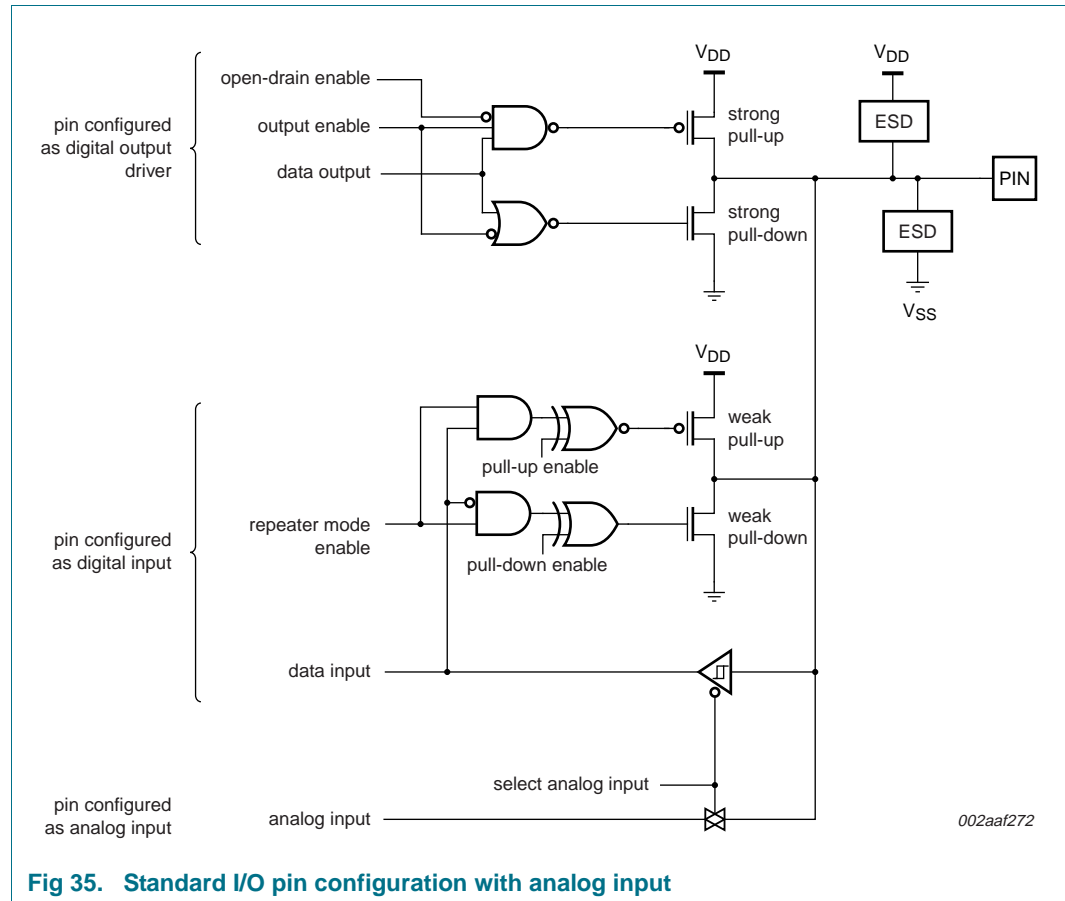 pin configured
as digital output
driver
open-drain enable
output enable
data output
VDD
strong
pull-up
strong
pull-down
VDD
ESD
PIN
ESD
VSS
pin configured
as digital input
VDD
weak
pull-up
pull-up enable
repeater mode
enable
pull-down enable
weak
pull-down
data input
select analog input
pin configured
as analog input
analog input
002aaf272
Fig 35. Standard I/O pin configuration with analog input